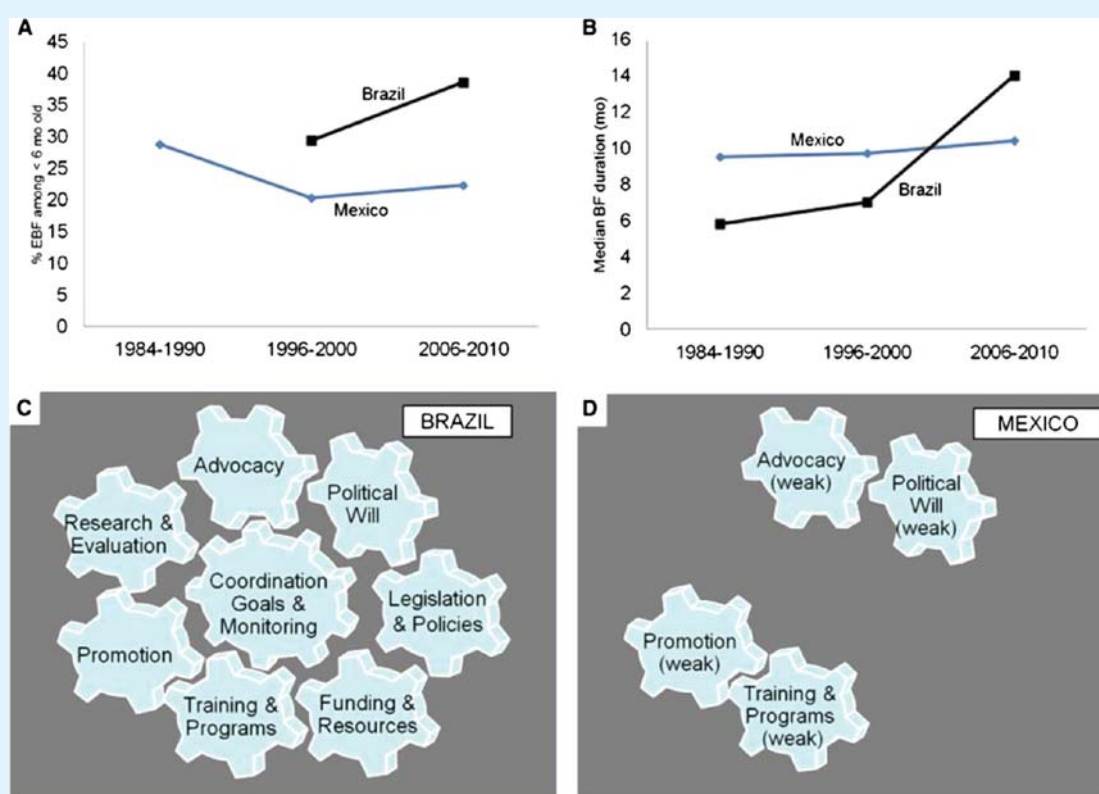 A
45
40
35
30
25
20
15
10
5
0
% EBF among < 6 mo old
Brazil
Mexico
1984-1990
1996-2000
2006-2010
B
16
14
12
10
8
6
4
2
0
Median BF duration (mo)
Mexico
Brazil
1984-1990
1996-2000
2006-2010
C
BRAZIL
Advocacy
Political
Will
Research &
Evaluation
Coordination
Goals &
Monitoring
Legislation
& Policies
Promotion
Training &
Programs
Funding &
Resources
D
MEXICO
Advocacy
(weak)
Political
Will
(weak)
Promotion
(weak)
Training &
Programs
(weak)